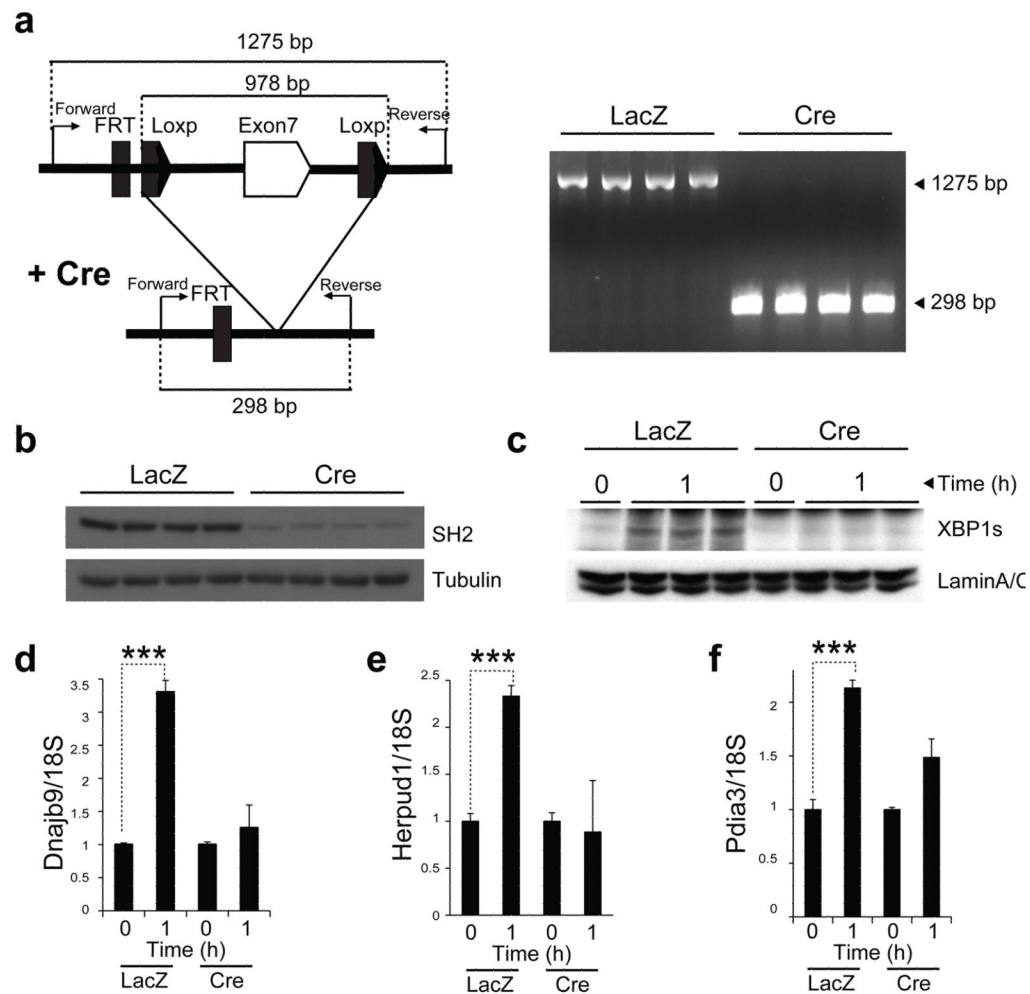 a
1275 bp
978 bp
Forward
FRT
Loxp
Exon7
Loxp
Reverse
+ Cre
Forward
FRT
Reverse
298 bp
LacZ Cre
1275 bp
298 bp
b
LacZ Cre
SH2
Tubulin
c
LacZ Cre
0 1 0 1 Time (h)
XBP1s
LaminA/C
d
***
Dnajb9/18S
3.5
3
2.5
2
1.5
1
0.5
0
0 1 0 1
Time (h)
LacZ Cre
e
***
Herpud1/18S
2.5
2
1.5
1
0.5
0
0 1 0 1
Time (h)
LacZ Cre
f
***
Pdia3/18S
2
1.5
1
0.5
0
0 1 0 1
Time (h)
LacZ Cre